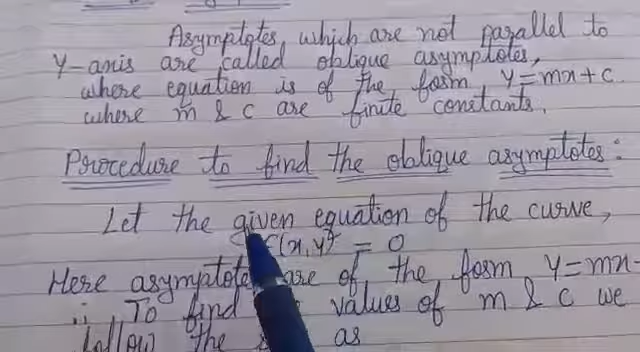 Asymptotes, which are not parallel to
Y-axis are called oblique asymptotes,
where equation is of the form y=mx+c
where m & c are finite constants.
Procedure to find the oblique asymptotes:
Let the given equation of the curve,
(x,y) = 0
Here asymptotes are of the form y=mx
∴ To find values of m & c we
follow the as